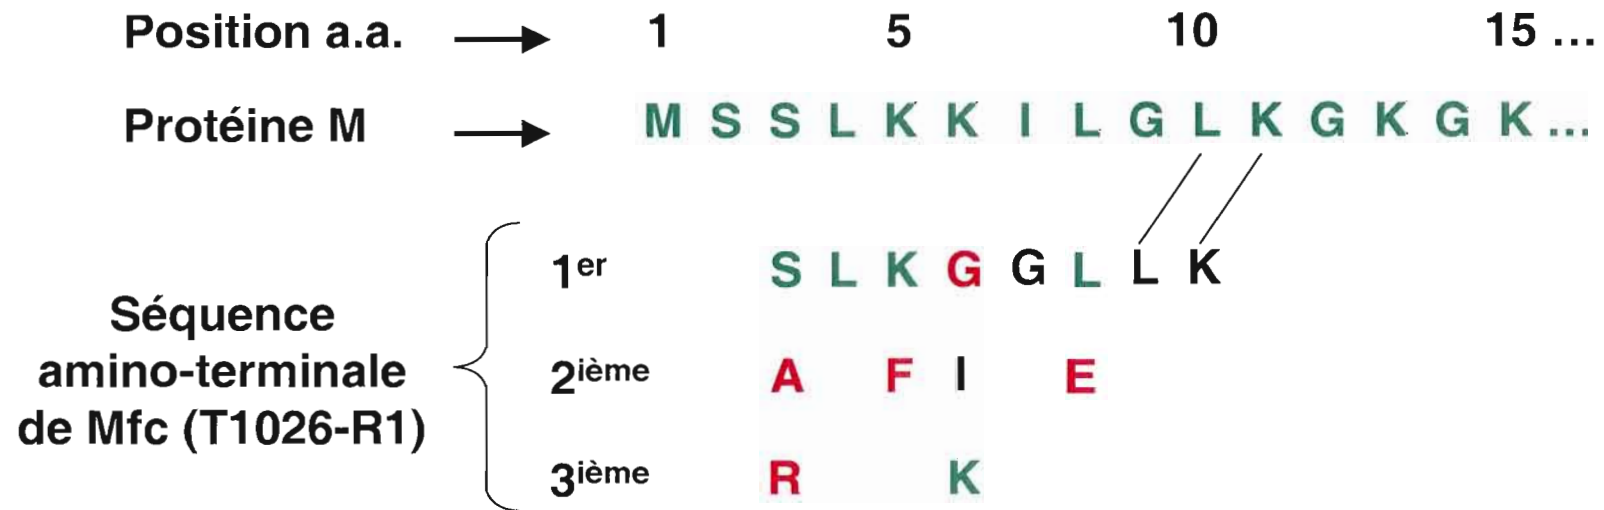 Position a.a. 1 5 10 15 ...
Protéine M M S S L K K I L G L K G K G K ...
Séquence amino-terminale de Mfc (T1026-R1)
1er S L K G G L L K
2ième A F I E
3ième R K